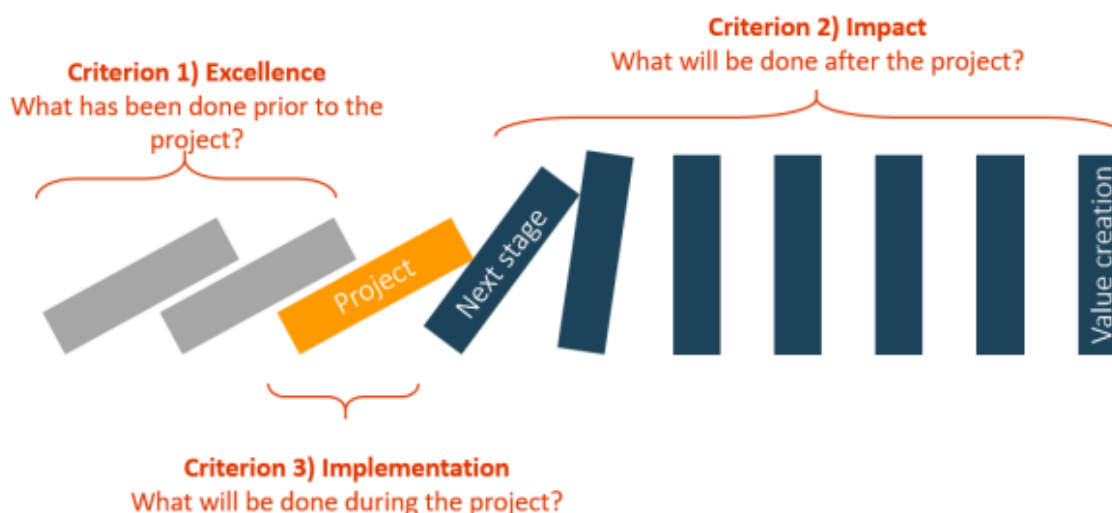 Criterion 2) Impact
What will be done after the project?
Criterion 1) Excellence
What has been done prior to the
project?
Project
Next stage
Value creation
Criterion 3) Implementation
What will be done during the project?